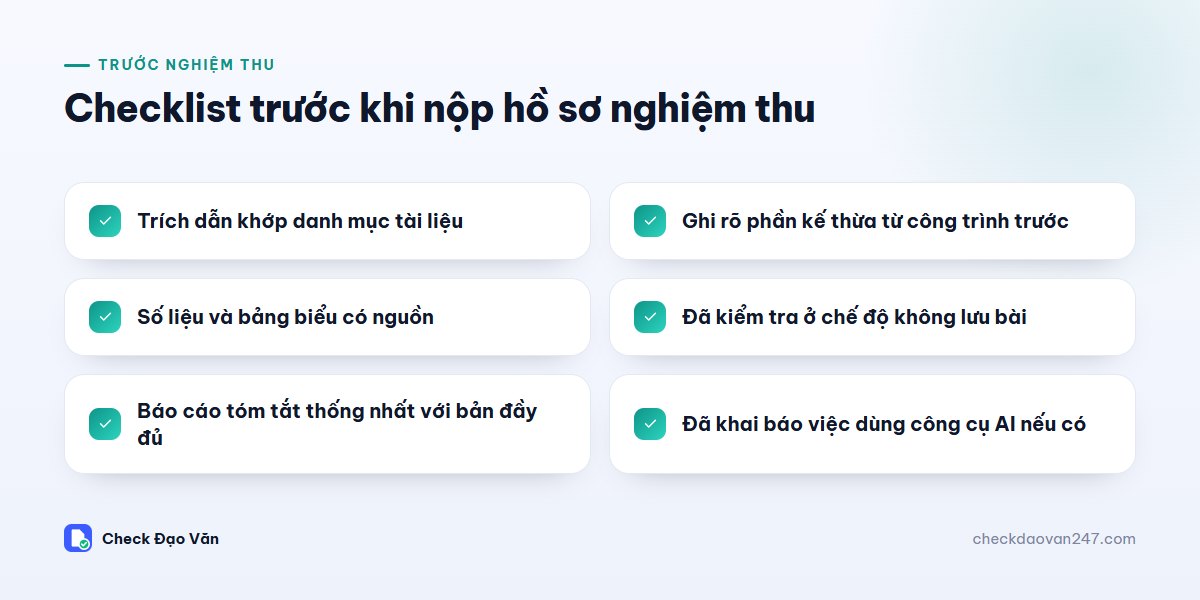 TRƯỚC NGHIỆM THU
Checklist trước khi nộp hồ sơ nghiệm thu
Trích dẫn khớp danh mục tài liệu
Ghi rõ phần kế thừa từ công trình trước
Số liệu và bảng biểu có nguồn
Đã kiểm tra ở chế độ không lưu bài
Báo cáo tóm tắt thống nhất với bản đầy
đủ
Đã khai báo việc dùng công cụ AI nếu có
Check Đạo Văn
checkdaovan247.com